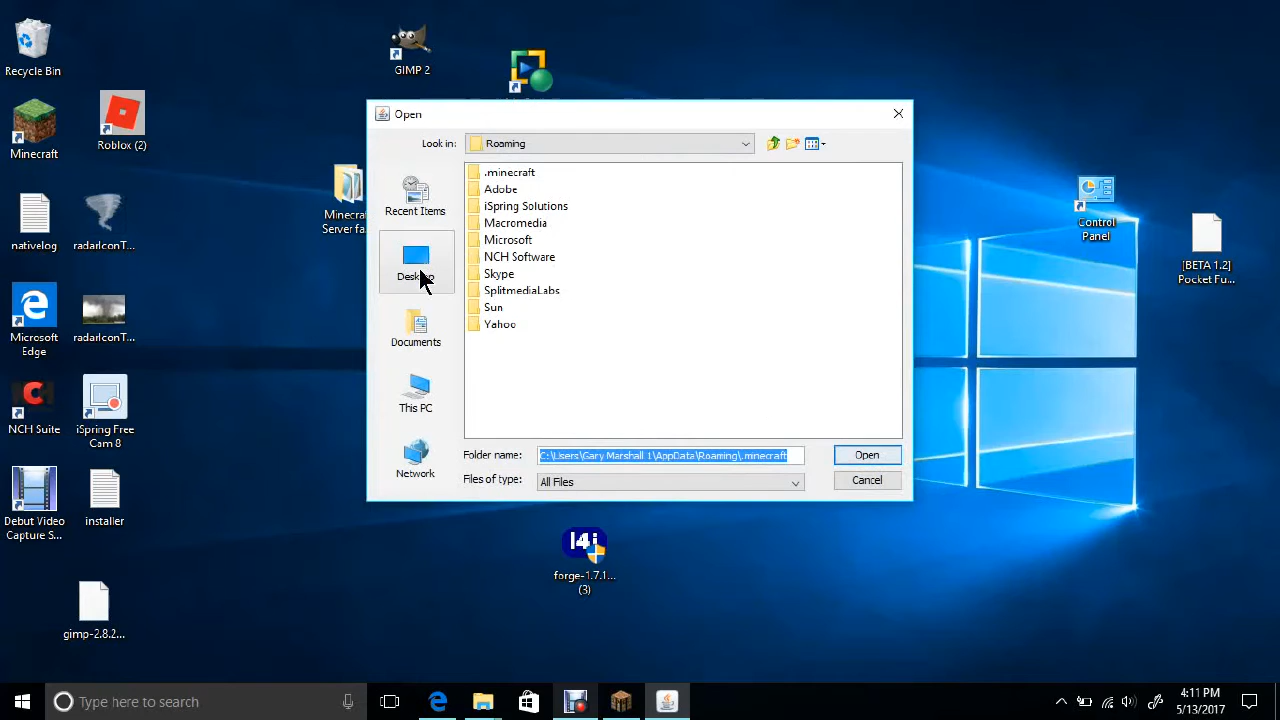 Recycle Bin
GIMP 2
Minecraft
Roblox (2)
nativelog
radarIconT...
Microsoft
Edge
radarIconT...
NCH Suite
iSpring Free
Cam 8
Debut Video
Capture S...
installer
gimp-2.8.2...
Server fa...
Open
Look in:
Roaming
Recent Items
Desktop
Documents
This PC
Network
.minecraft
Adobe
iSpring Solutions
Macromedia
Microsoft
NCH Software
Skype
SplitmediaLabs
Sun
Yahoo
Folder name:
C:\Users\Gary Marshall 1\AppData\Roaming\.minecraft
Open
Files of type:
All Files
Cancel
l4j
forge-1.7.1...
(3)
Control
Panel
[BETA 1.2]
Rocket Fu...
Type here to search
4:11 PM
5/13/2017